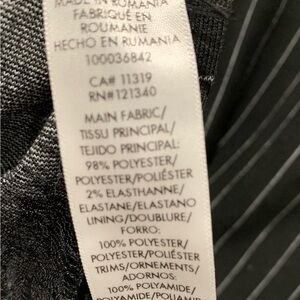 MADE IN ROMANIA
FABRIQUÉ EN
ROUMANIE
HECHO EN RUMANIA
100036842
CA# 11319
RN#121340
MAIN FABRIC/
TISSU PRINCIPAL/
TEJIDO PRINCIPAL:
98% POLYESTER/
POLYESTER/POLIÉSTER
2% ELASTHANNE/
ELASTANE/ELASTANO
LINING/DOUBLURE/
FORRO:
100% POLYESTER/
POLYESTER/POLIÉSTER
TRIMS/ORNEMENTS/
ADORNOS:
100% POLYAMIDE/
POLYAMIDE/POLIAMI